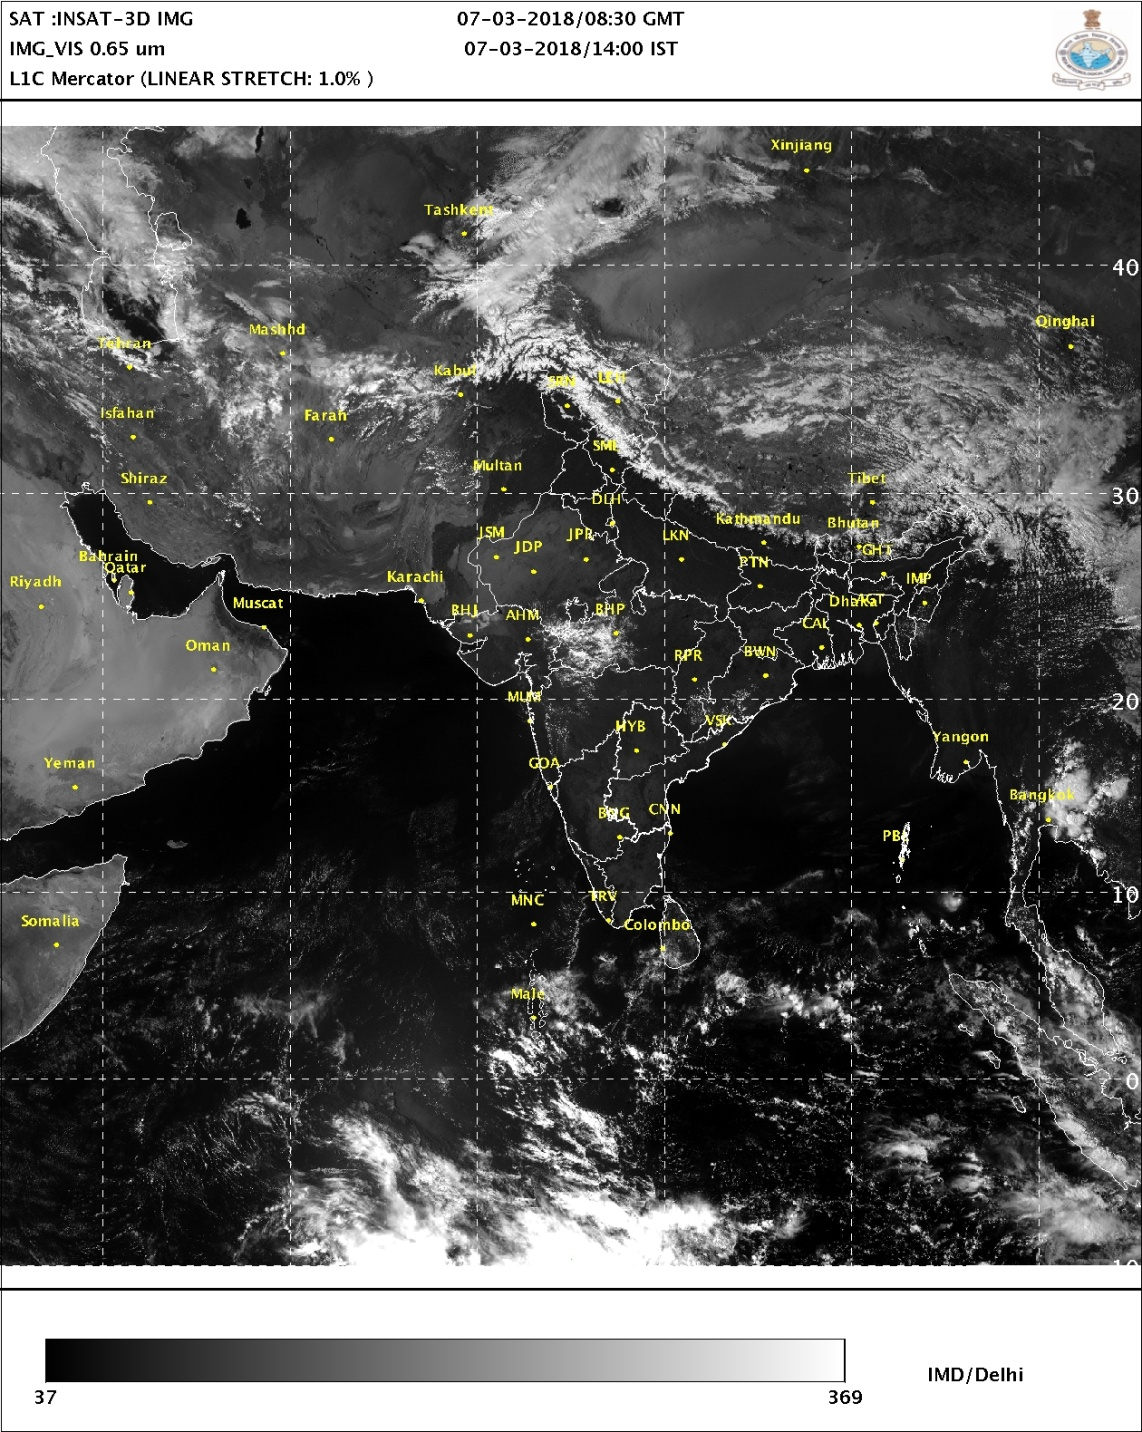 SAT :INSAT-3D IMG
07-03-2018/08:30 GMT
IMG_VIS 0.65 um
07-03-2018/14:00 IST
L1C Mercator (LINEAR STRETCH: 1.0% )
Xinjiang
Tashkent
40
Qinghai
Mashhd
Tehran
Kabul
SRN
LEH
Isfahan
Farah
SML
Multan
Shiraz
Tibet
30
DLH
Kathmandu
Bhutan
JSM
JPR
LKN
JDP
GHT
Bahrain
PTN
Qatar
Karachi
Riyadh
IMP
Muscat
BHJ
AHM
BHP
Dhaka
AGT
CAL
Oman
RPR
BWN
MUM
20
HYB
VSK
Yangon
Yemen
GOA
Bangkok
BNG
CNN
PBL
MNC
TRV
10
Somalia
Colombo
Male
0
10
37
369
IMD/Delhi